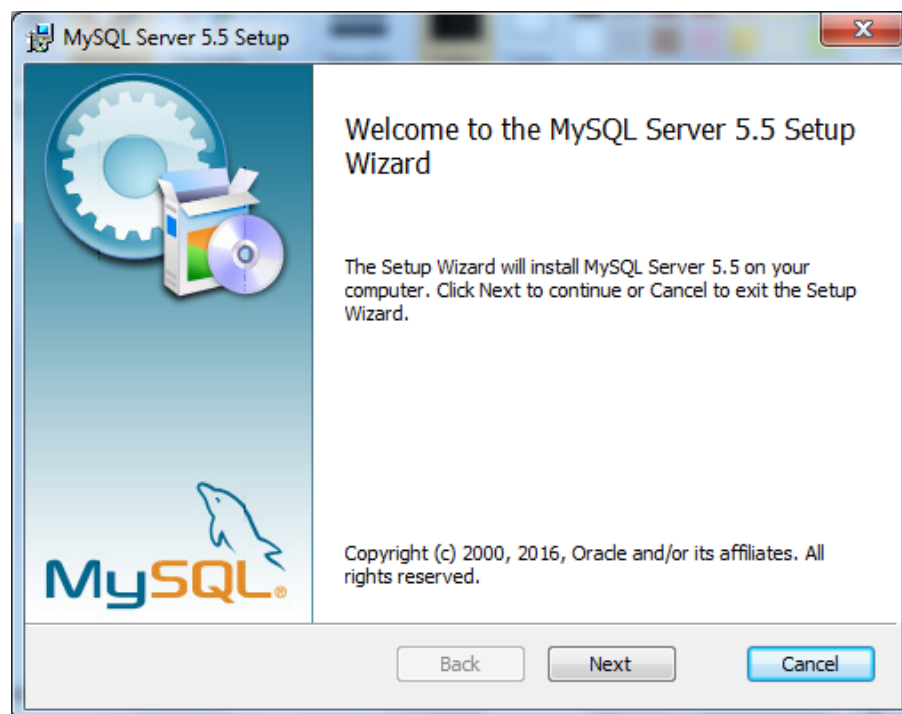 MySQL Server 5.5 Setup
Welcome to the MySQL Server 5.5 Setup
Wizard
The Setup Wizard will install MySQL Server 5.5 on your
computer. Click Next to continue or Cancel to exit the Setup
Wizard.
Copyright (c) 2000, 2016, Oracle and/or its affiliates. All
rights reserved.
MySQL®
Back
Next
Cancel